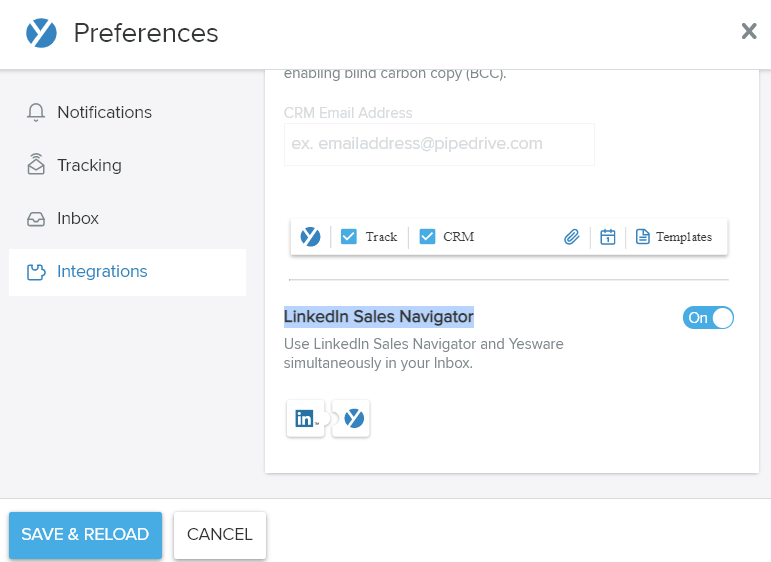 Preferences
enabling blind carbon copy (BCC).
Notifications
Tracking
Inbox
Integrations
CRM Email Address
ex. emailaddress@pipedrive.com
Track CRM 1 Templates
LinkedIn Sales Navigator
On
Use LinkedIn Sales Navigator and Yesware
simultaneously in your Inbox.
in
SAVE & RELOAD
CANCEL